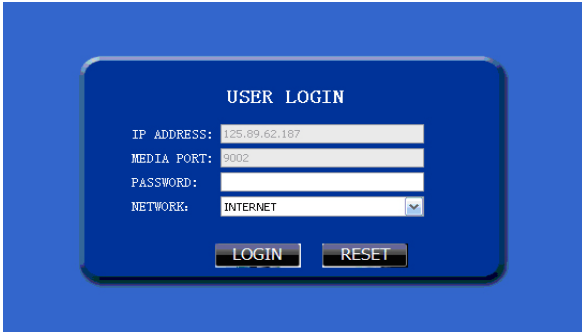 USER LOGIN
IP ADDRESS: 125.89.62.187
MEDIA PORT: 9002
PASSWORD:
NETWORK: INTERNET
LOGIN RESET